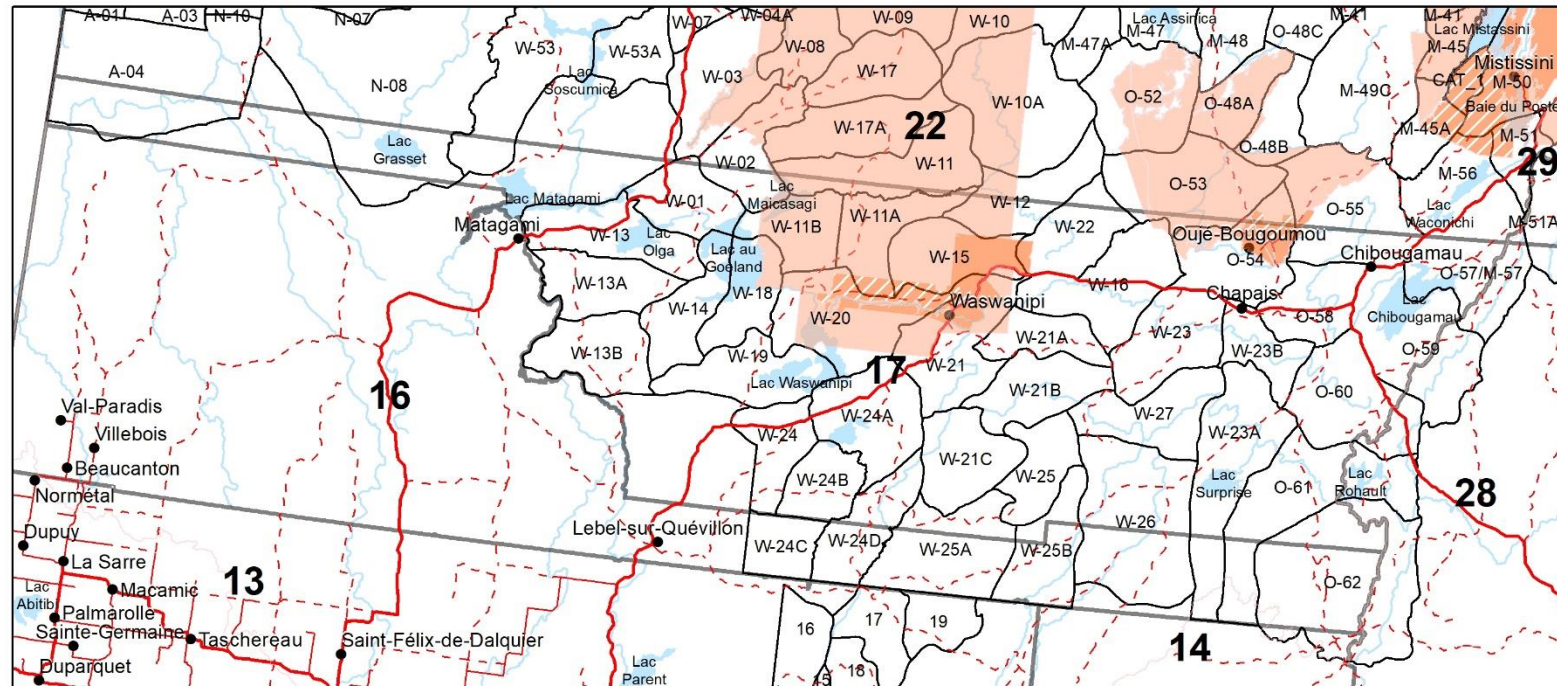 A-01
A-03
N-10
N-07
W-07
W-04A
W-09
W-10
Lac Assinica
M-41
M-41
W-53
W-53A
W-08
M-47A
M-47
M-48
O-48C
Lac Mistassini
M-45
Mistissini
A-04
N-08
Lac
Soscumica
W-03
W-17
W-10A
O-52
O-48A
M-49C
CAT_1
M-50
Baie du Poste
Lac
Grasset
W-17A
22
O-48B
M-45A
M-51
W-02
W-11
29
Lac Matagami
W-01
Lac
Maicasagi
W-12
O-53
O-55
M-56
Lac
Waconichi
M-51A
Matagami
W-13
Lac
Olga
Lac au
Goeland
W-11B
W-11A
W-22
Oujé-Bougoumou
O-54
Chibougamau
W-15
O-57/M-57
W-13A
W-14
W-18
W-20
Waswanipi
W-16
Chapais
O-58
Lac
Chibougamau
W-13B
W-19
W-21A
W-23
W-23B
O-59
16
Lac Waswanipi
17
W-21
W-21B
O-60
Val-Paradis
Villebois
W-24
W-24A
W-27
W-23A
Beaucanton
Normétal
W-24B
W-21C
W-25
Lac
Surprise
O-61
Lac
Rohault
28
Dupuy
La Sarre
Lebel-sur-Quévillon
W-24C
W-24D
W-25A
W-25B
W-26
13
Lac
Abitib
Macamic
O-62
Palmarolle
Sainte-Germaine
Taschereau
Saint-Félix-de-Dalquier
16
17
19
14
Duparquet
Lac
Parent
15
18